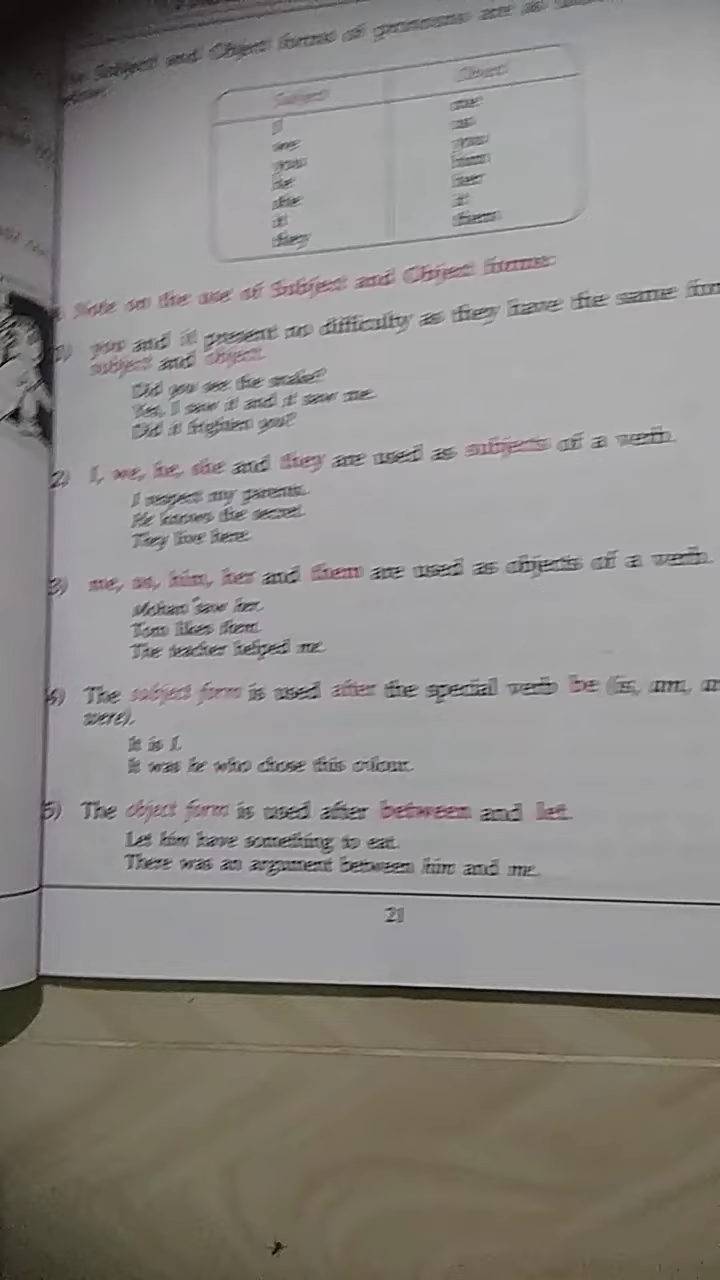 Subject and Object forms of pronouns are as
Subject Object
I me
we us
you you
he him
she her
it it
they them
Note on the use of Subject and Object forms:
1) you and it present no difficulty as they have the same
subject and object.
Did you see the snake?
Yes, I saw it and it saw me.
Did it frighten you?
2) I, we, he, she and they are used as subjects of a verb.
I respect my parents.
He knows the secret.
They live here.
3) me, us, him, her and them are used as objects of a verb.
Mohan saw her.
Tom likes them.
The teacher helped me.
4) The subject form is used after the special verb be (is, am,
were).
It is I.
It was he who chose this colour.
5) The object form is used after between and let.
Let him have something to eat.
There was an argument between him and me.
21